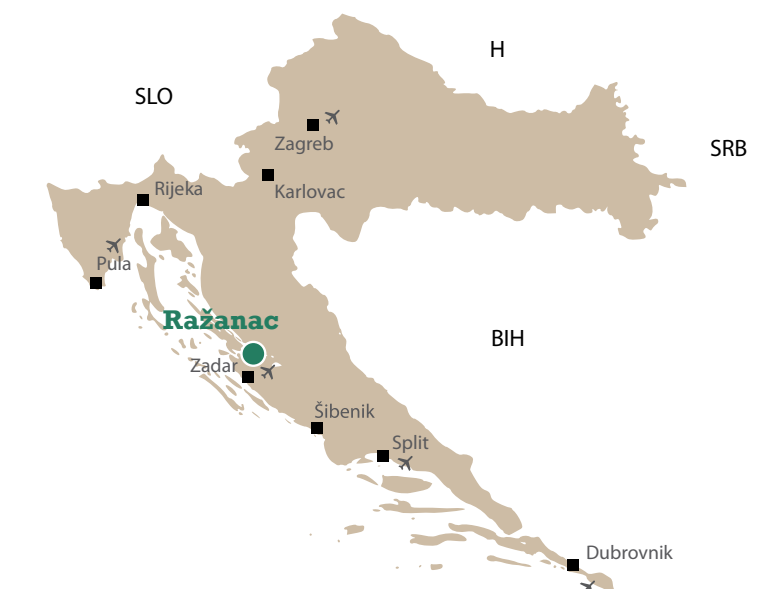 H
SLO
Zagreb
SRB
Rijeka
Karlovac
Pula
Ražanac
BIH
Zadar
Šibenik
Split
Dubrovnik